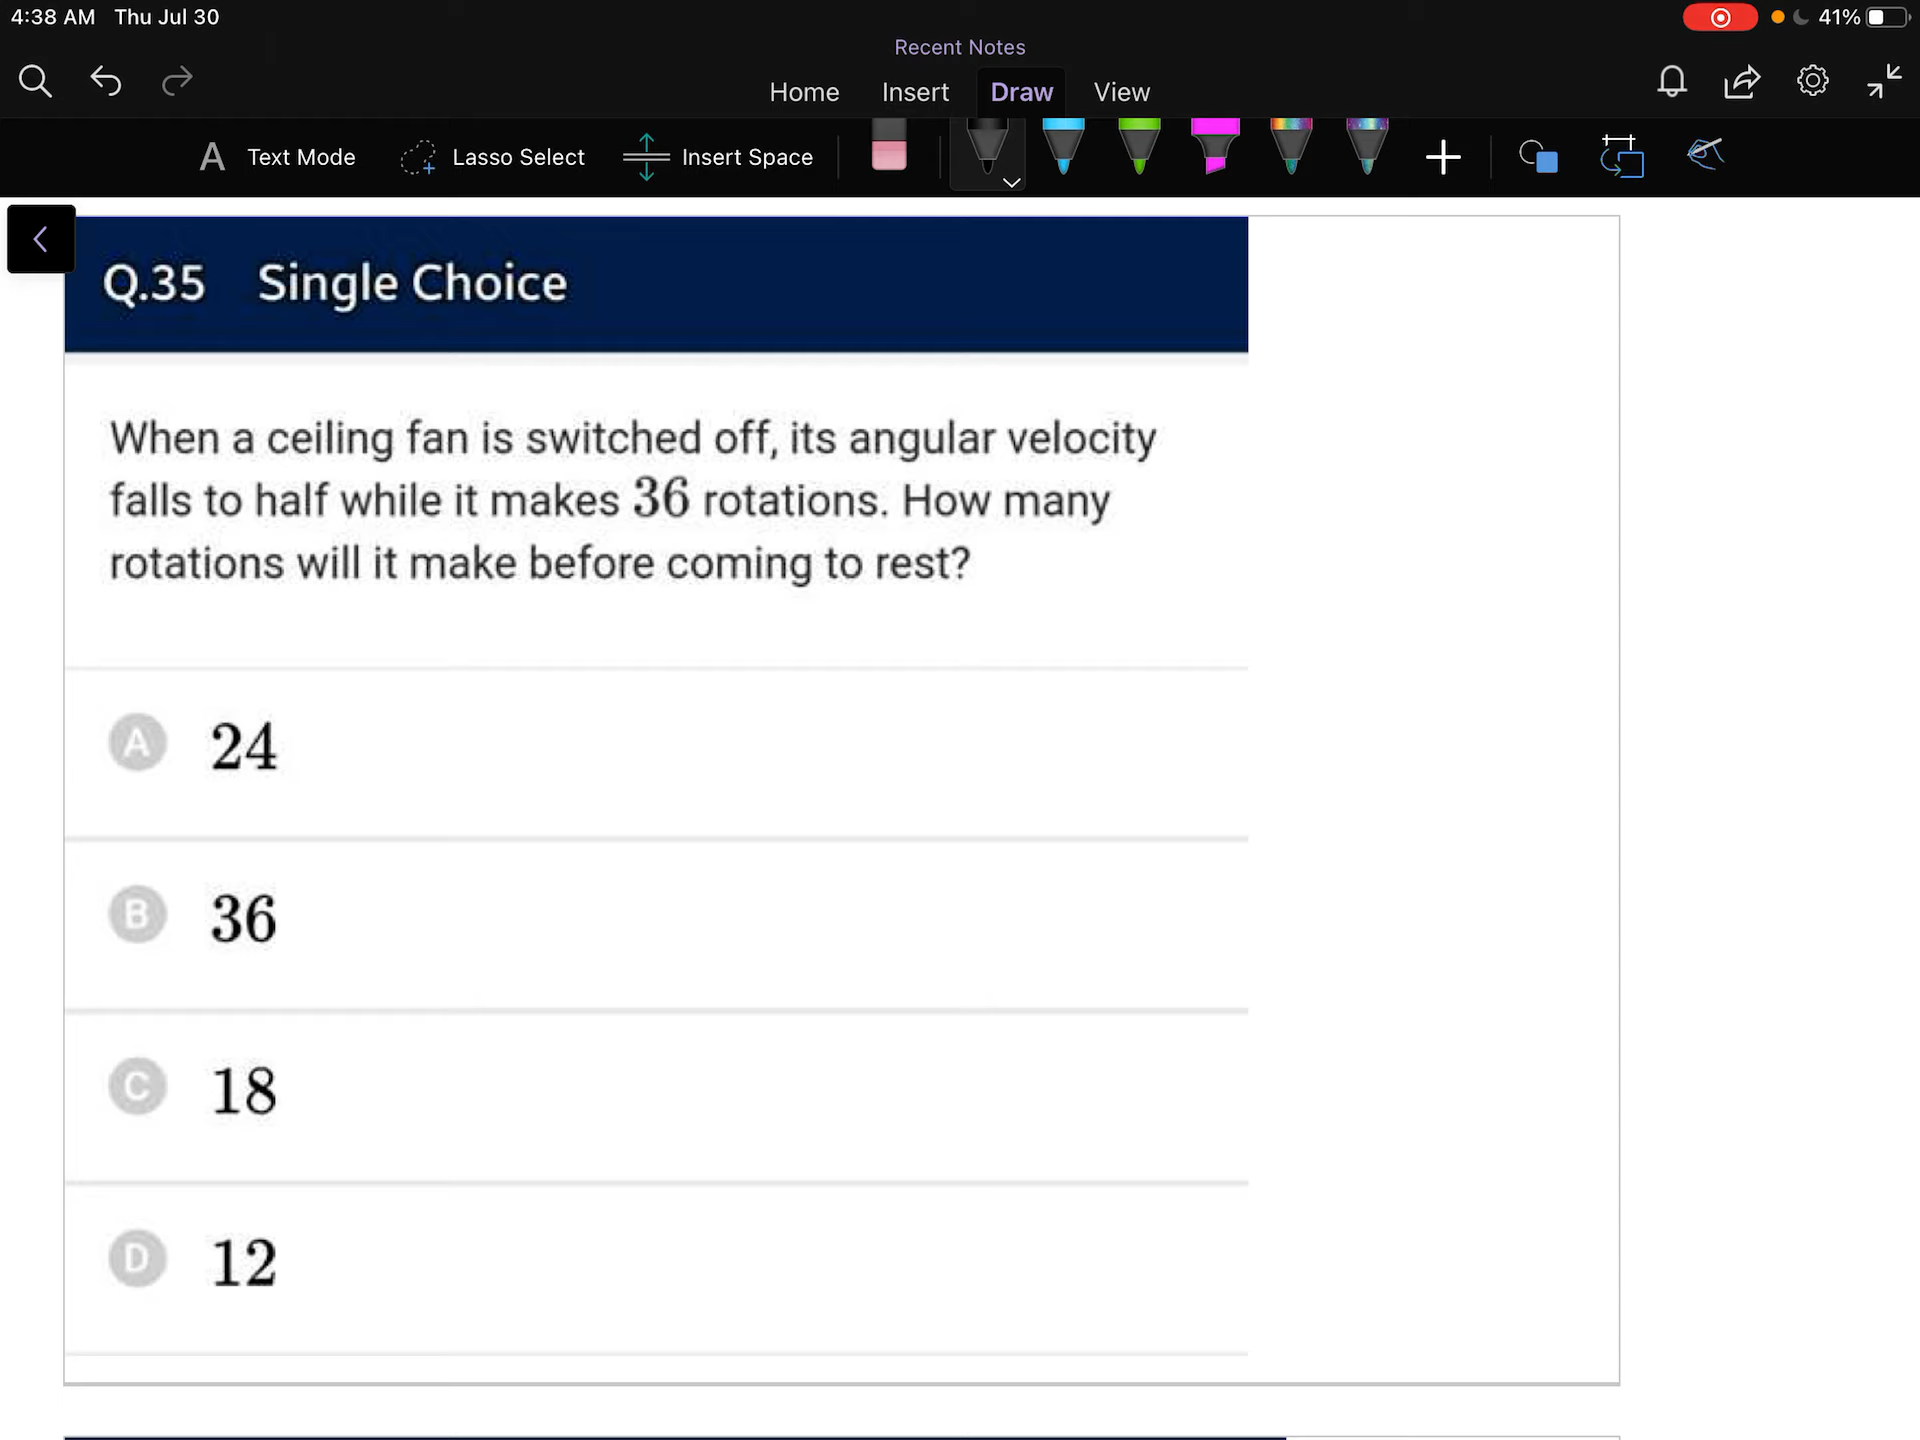 4:38 AM Thu Jul 30
41%
Recent Notes
Home Insert Draw View
A Text Mode Lasso Select Insert Space
Q.35 Single Choice
When a ceiling fan is switched off, its angular velocity
falls to half while it makes 36 rotations. How many
rotations will it make before coming to rest?
A 24
B 36
C 18
D 12